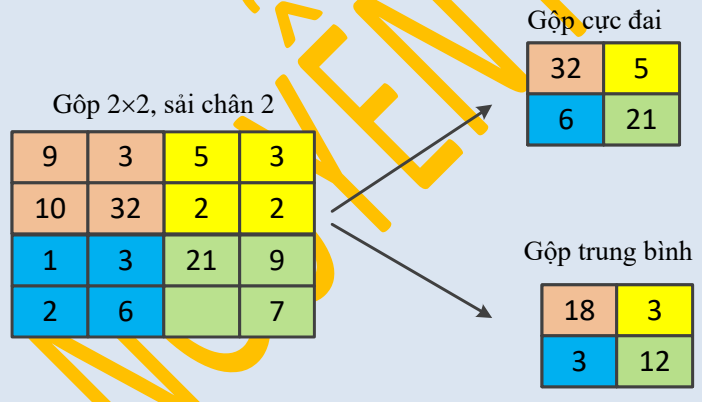 Gộp cực đai
32 5
6 21
Gôp 2×2, sải chân 2
9 3 5 3
10 32 2 2
1 3 21 9
2 6 7
Gộp trung bình
18 3
3 12